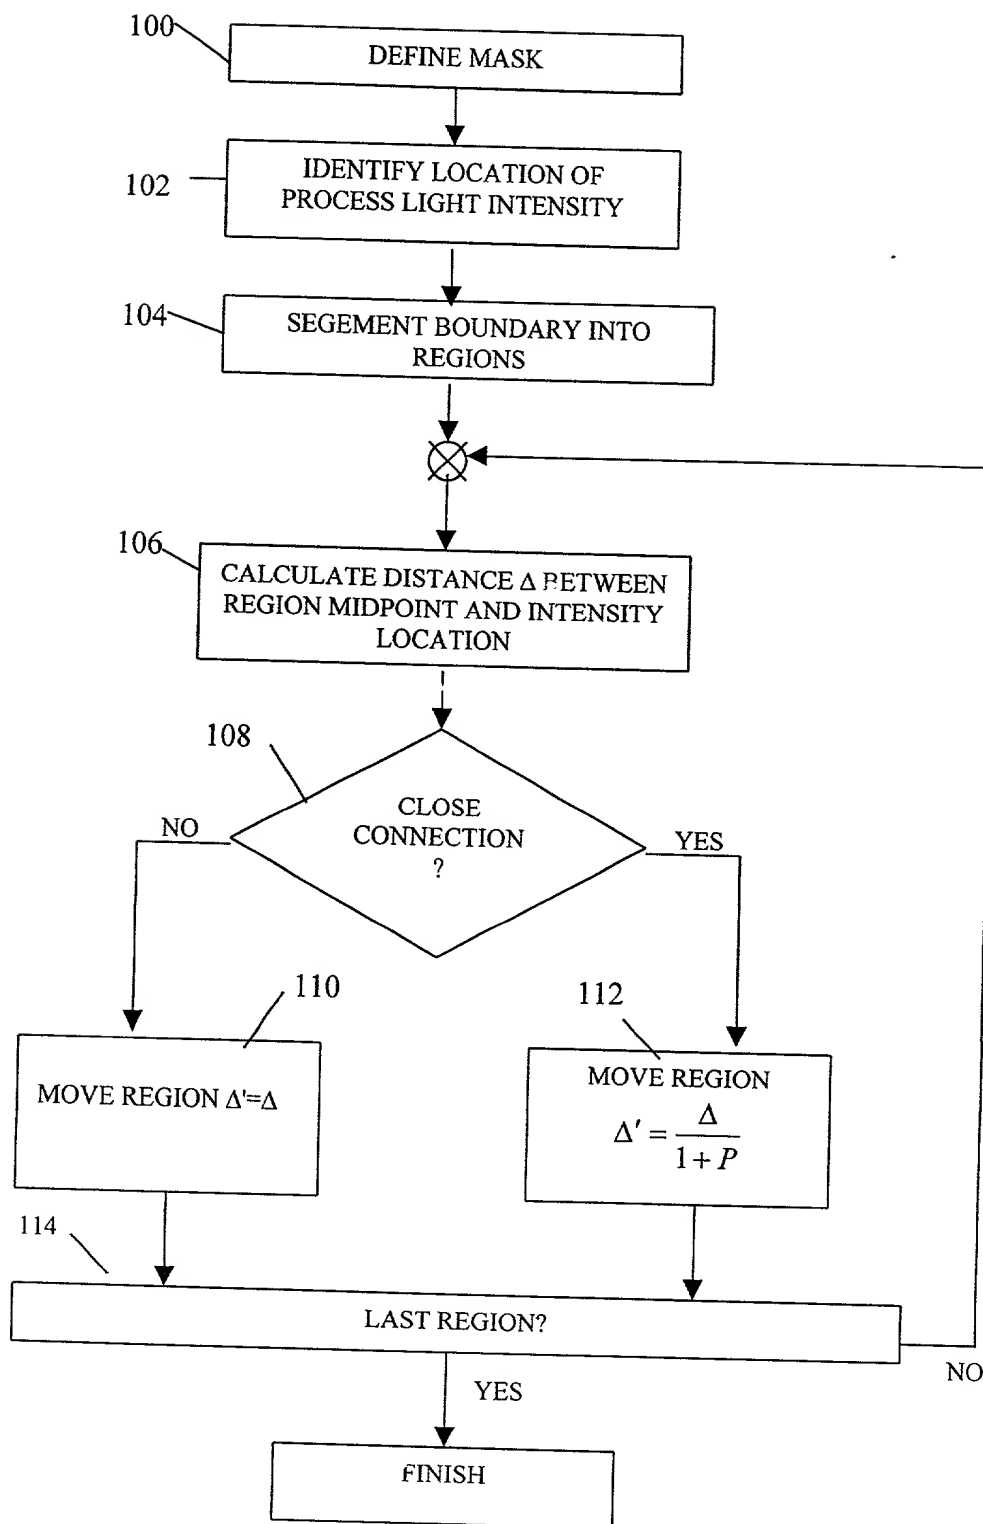 100
DEFINE MASK
102
IDENTIFY LOCATION OF
PROCESS LIGHT INTENSITY
104
SEGEMENT BOUNDARY INTO
REGIONS
106
CALCULATE DISTANCE Δ BETWEEN
REGION MIDPOINT AND INTENSITY
LOCATION
108
CLOSE
CONNECTION
?
NO
YES
110
MOVE REGION Δ'=Δ
112
MOVE REGION
Δ′ = Δ / 1 + P
114
LAST REGION?
NO
YES
FINISH